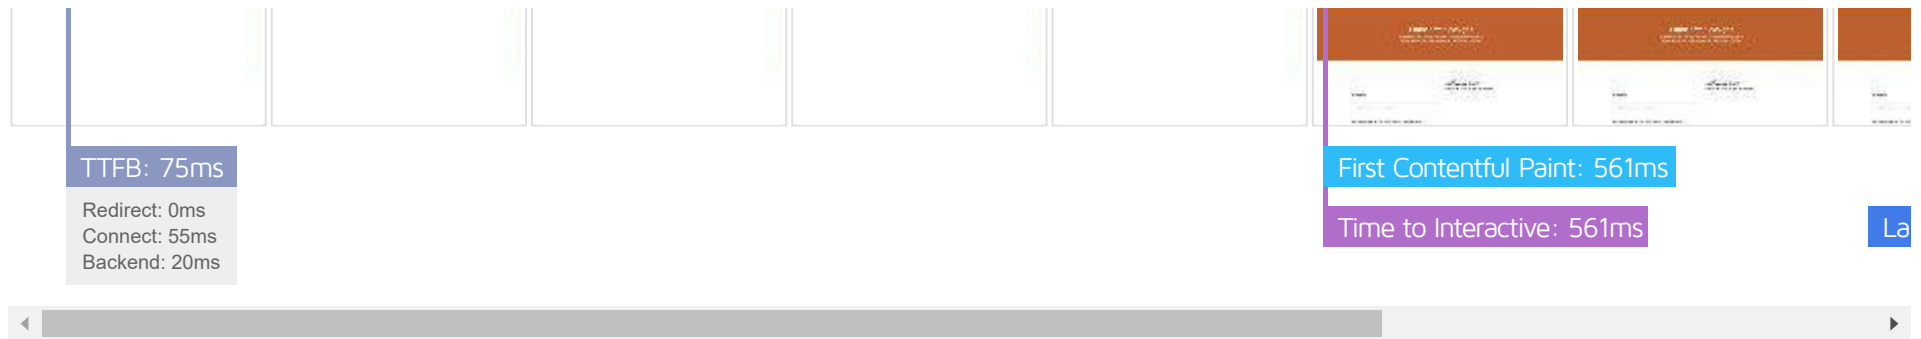 TTFB: 75ms
Redirect: 0ms
Connect: 55ms
Backend: 20ms
First Contentful Paint: 561ms
Time to Interactive: 561ms
La